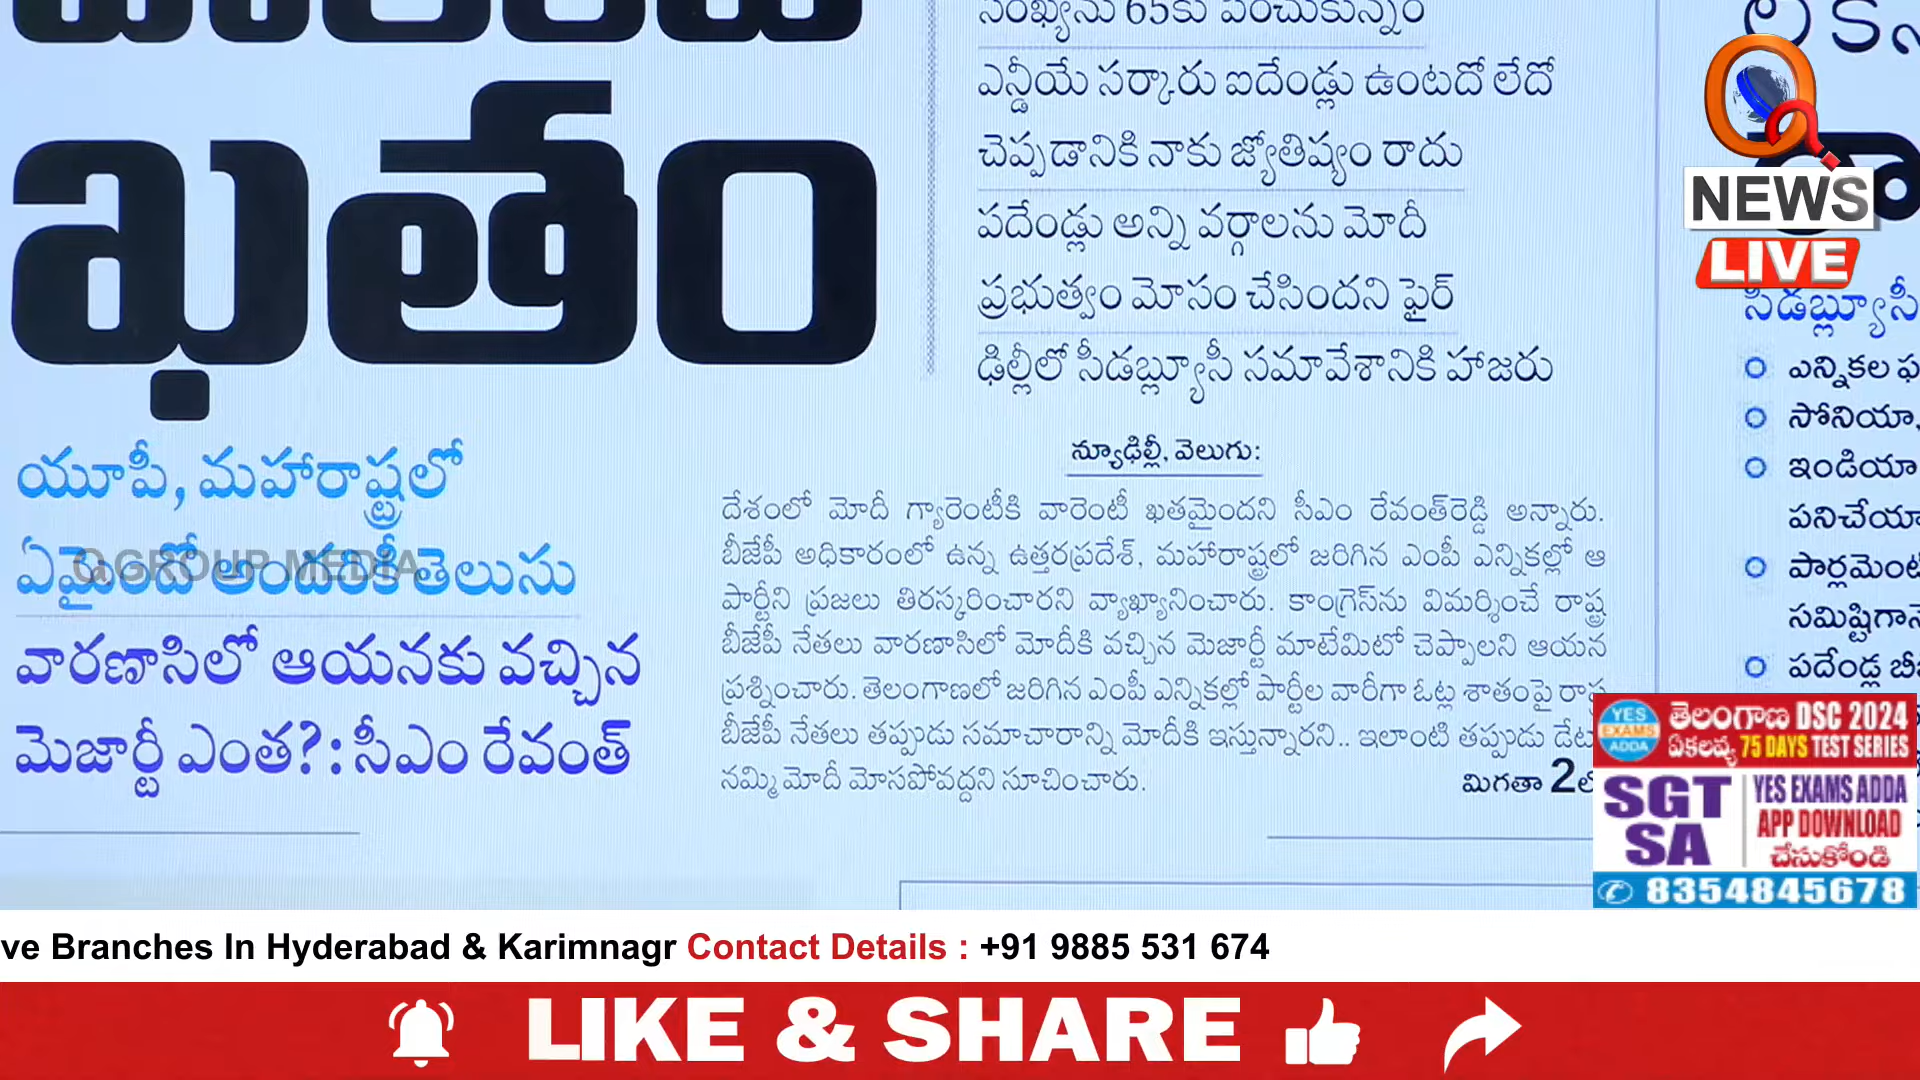 ఖతం
యూపీ, మహారాష్ట్రలో
ఏమైందో అందరికీ తెలుసు
వారణాసిలో ఆయనకు వచ్చిన
మెజార్టీ ఎంత?: సీఎం రేవంత్
సంఖ్యను 65కు పెంచుకున్నం
ఎన్డీయే సర్కారు ఐదేండ్లు ఉంటదో లేదో
చెప్పడానికి నాకు జ్యోతిష్యం రాదు
పదేండ్లు అన్ని వర్గాలను మోదీ
ప్రభుత్వం మోసం చేసిందని ఫైర్
ఢిల్లీలో సీడబ్ల్యూసీ సమావేశానికి హాజరు
న్యూఢిల్లీ, వెలుగు:
దేశంలో మోదీ గ్యారెంటీకి వారెంటీ ఖతమైందని సీఎం రేవంత్‌రెడ్డి అన్నారు.
బీజేపీ అధికారంలో ఉన్న ఉత్తరప్రదేశ్, మహారాష్ట్రలో జరిగిన ఎంపీ ఎన్నికల్లో ఆ
పార్టీని ప్రజలు తిరస్కరించారని వ్యాఖ్యానించారు. కాంగ్రెస్‌ను విమర్శించే రాష్ట్ర
బీజేపీ నేతలు వారణాసిలో మోదీకి వచ్చిన మెజార్టీ మాటేమిటో చెప్పాలని ఆయన
ప్రశ్నించారు. తెలంగాణలో జరిగిన ఎంపీ ఎన్నికల్లో పార్టీల వారీగా ఓట్ల శాతంపై
బీజేపీ నేతలు తప్పుడు సమాచారాన్ని మోదీకి ఇస్తున్నారని.. ఇలాంటి తప్పుడు
నమ్మి మోదీ మోసపోవద్దని సూచించారు.
మిగతా 2లో
సీడబ్ల్యూసీ
ఎన్నికల
సోనియా,
ఇండియా
పనిచేయా
పార్లమెంట
సమిష్టిగానే
పదేండ్ల
QGROUP MEDIA
Q
NEWS
LIVE
YES
EXAMS
ADDA
తెలంగాణ DSC 2024
ఏకలవ్య 75 DAYS TEST SERIES
SGT
SA
YES EXAMS ADDA
APP DOWNLOAD
చేసుకోండి
8354845678
ve Branches In Hyderabad & Karimnagr Contact Details : +91 9885 531 674
LIKE & SHARE